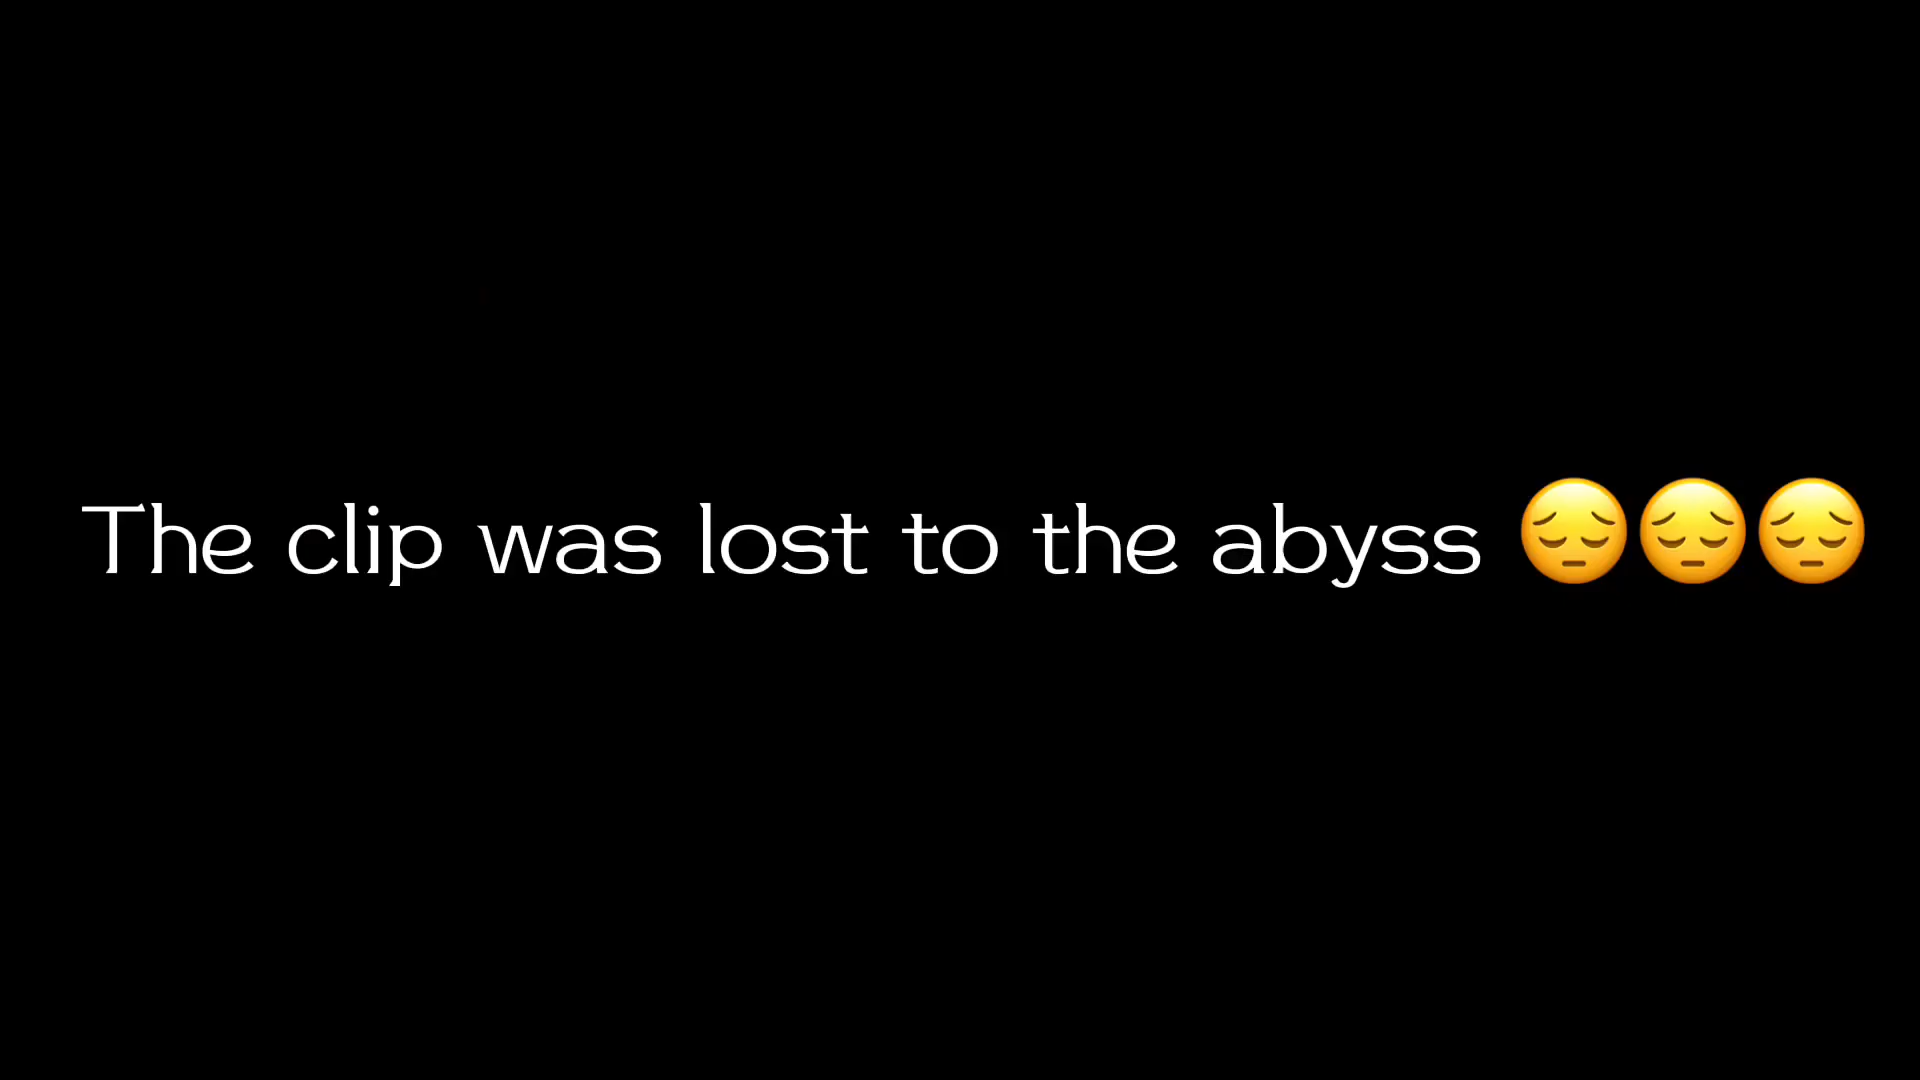 The clip was lost to the abyss 😔😔😔